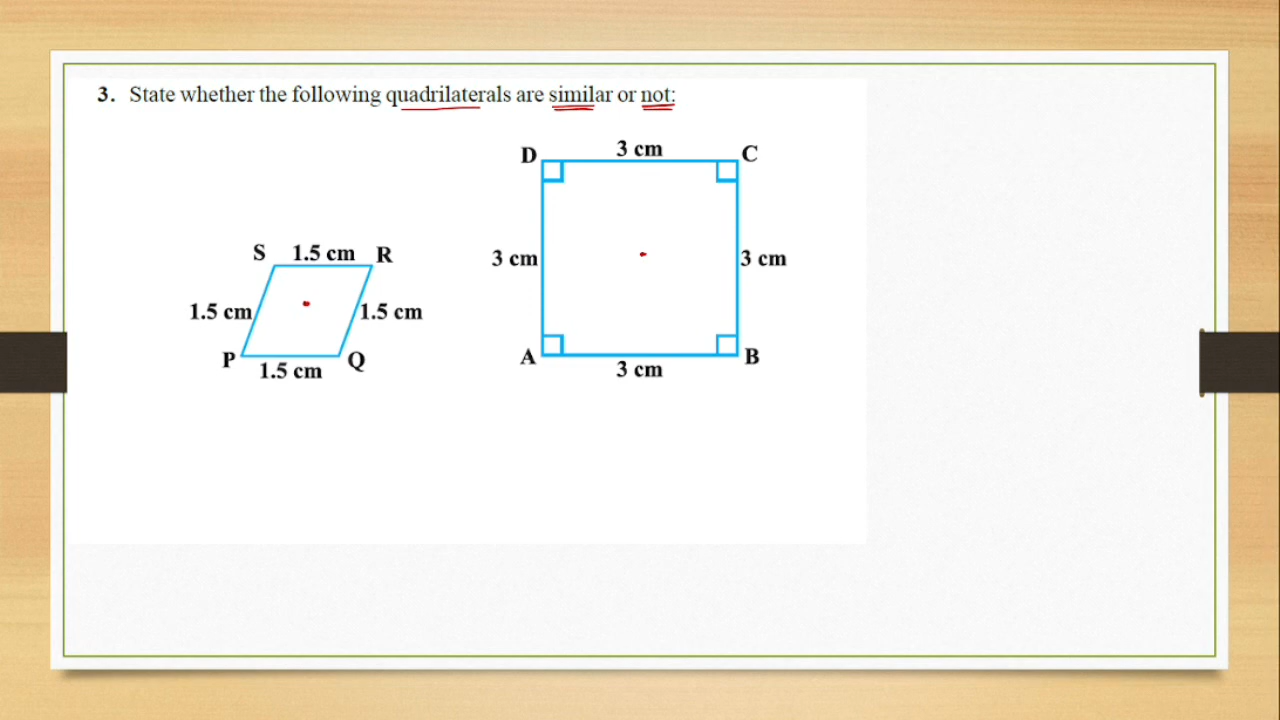 3. State whether the following quadrilaterals are similar or not:
D 3 cm C
S 1.5 cm R
3 cm 3 cm
1.5 cm 1.5 cm
P Q A B
1.5 cm 3 cm